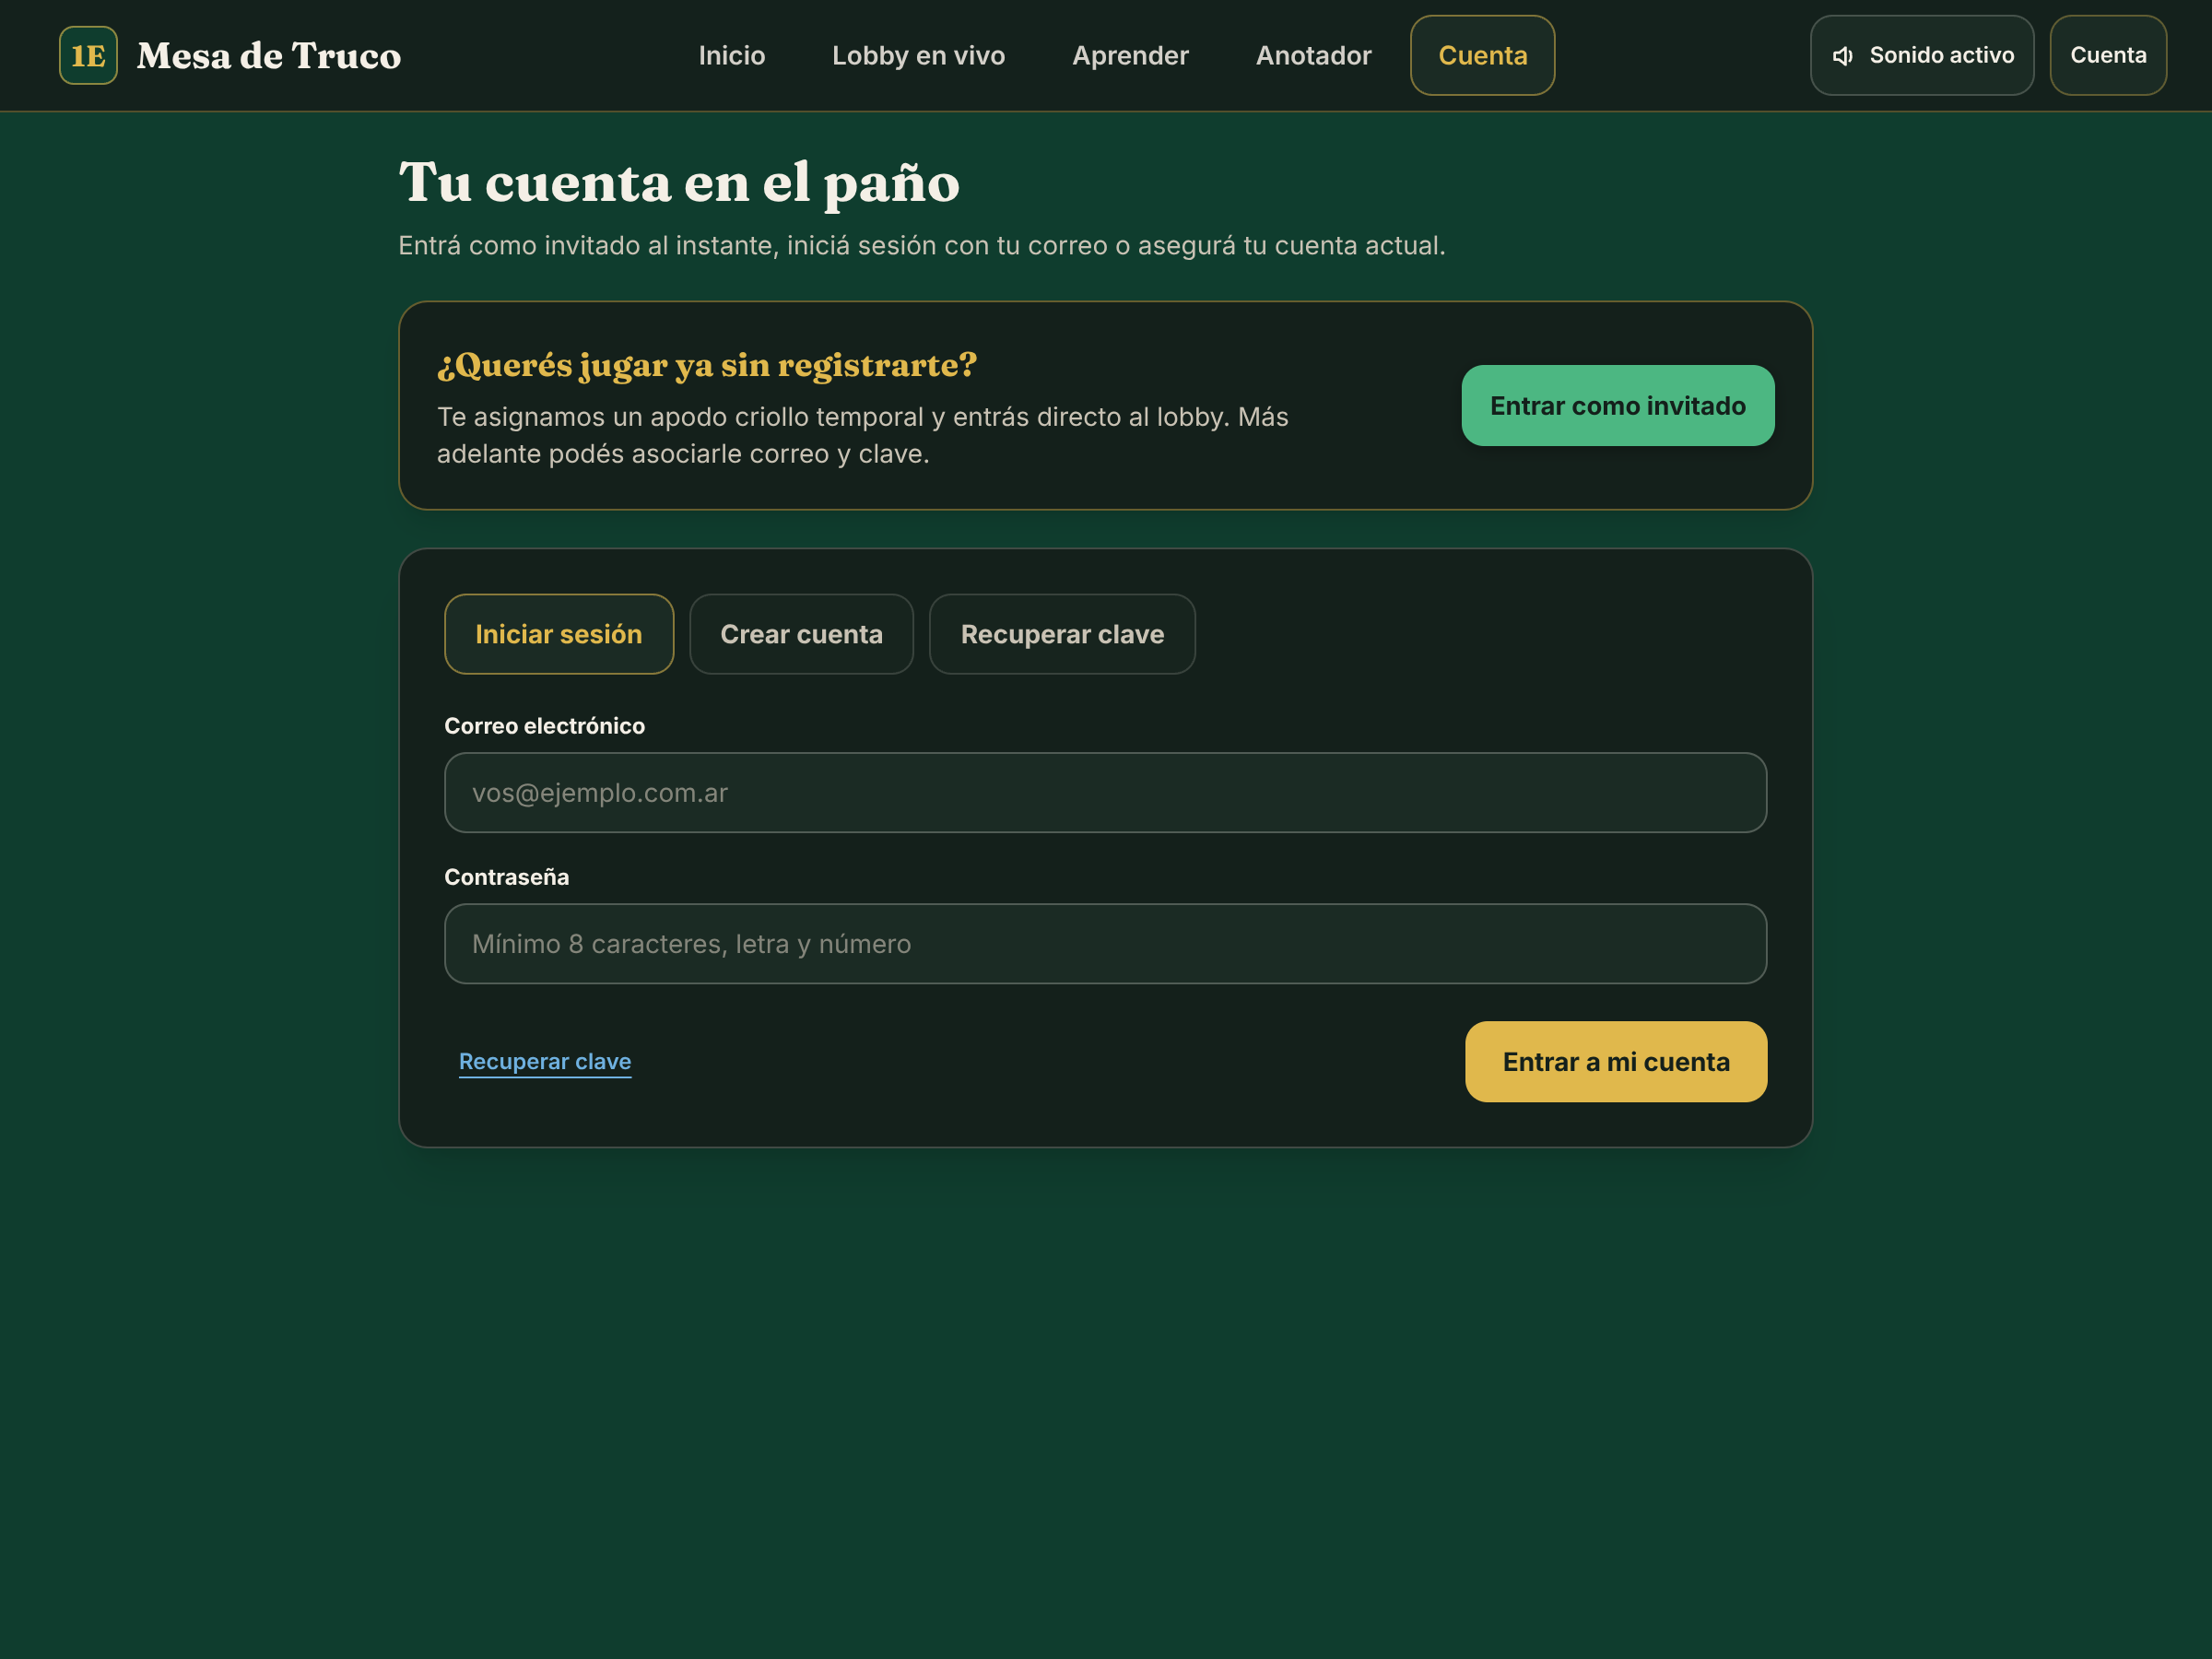 1E
Mesa de Truco
Inicio
Lobby en vivo
Aprender
Anotador
Cuenta
Sonido activo
Cuenta
Tu cuenta en el paño
Entrá como invitado al instante, iniciá sesión con tu correo o asegurá tu cuenta actual.
¿Querés jugar ya sin registrarte?
Te asignamos un apodo criollo temporal y entrás directo al lobby. Más
adelante podés asociarle correo y clave.
Entrar como invitado
Iniciar sesión
Crear cuenta
Recuperar clave
Correo electrónico
vos@ejemplo.com.ar
Contraseña
Mínimo 8 caracteres, letra y número
Recuperar clave
Entrar a mi cuenta